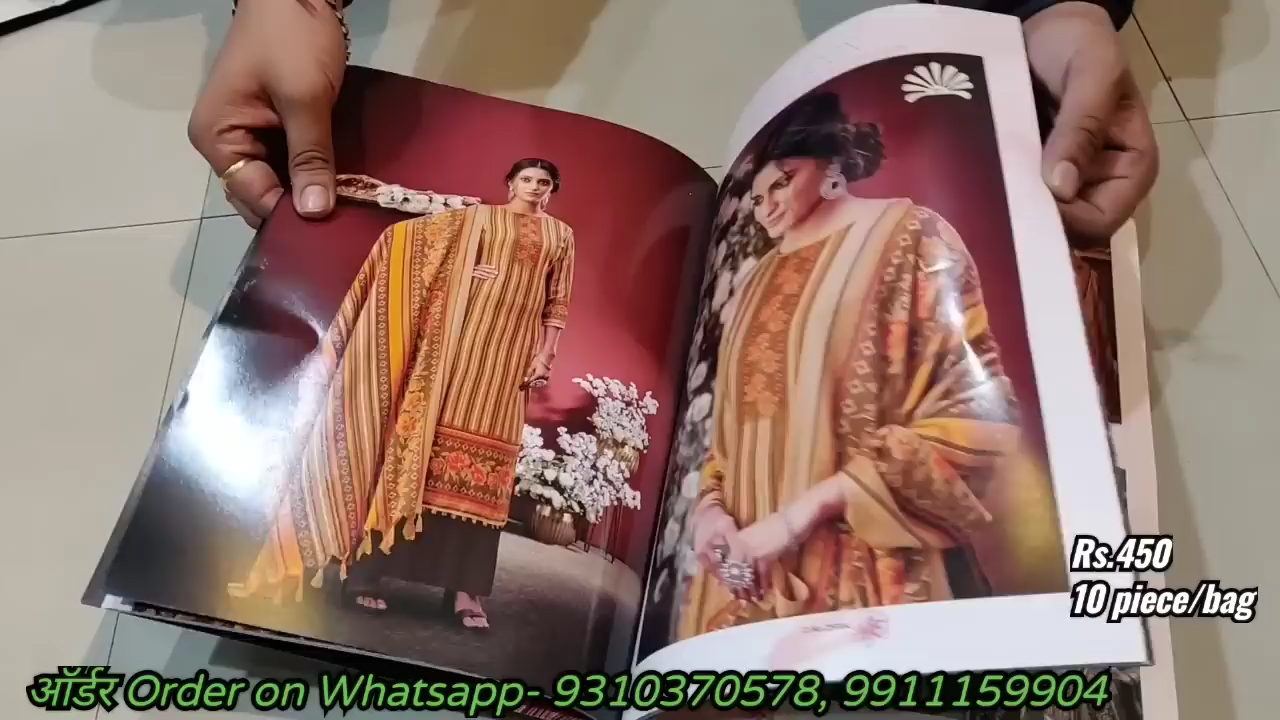 Rs.450
10 piece/bag
ऑर्डर Order on Whatsapp- 9310370578, 9911159904